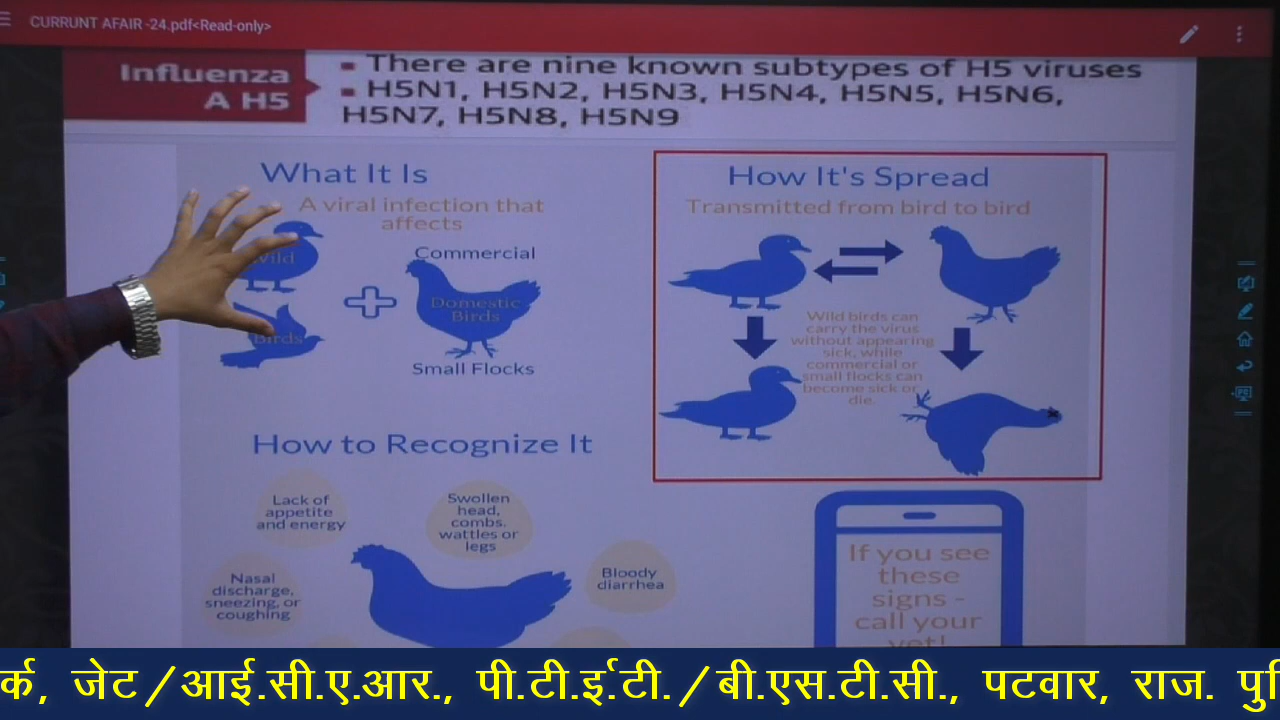 CURRUNT AFAIR -24.pdf<Read-only>
Influenza
A H5
▪ There are nine known subtypes of H5 viruses
▪ H5N1, H5N2, H5N3, H5N4, H5N5, H5N6,
H5N7, H5N8, H5N9
What It Is
A viral infection that
affects
Wild
Birds
Commercial
Domestic
Birds
Small Flocks
How It's Spread
Transmitted from bird to bird
Wild birds can
carry the virus
without appearing
sick, while
commercial or
small flocks can
become sick or
die.
How to Recognize It
Lack of
appetite
and energy
Swollen
head,
combs.
wattles or
legs
Nasal
discharge,
sneezing, or
coughing
Bloody
diarrhea
If you see
these
signs -
call your
vet!
र्क, जेट/आई.सी.ए.आर., पी.टी.ई.टी./बी.एस.टी.सी., पटवार, राज.